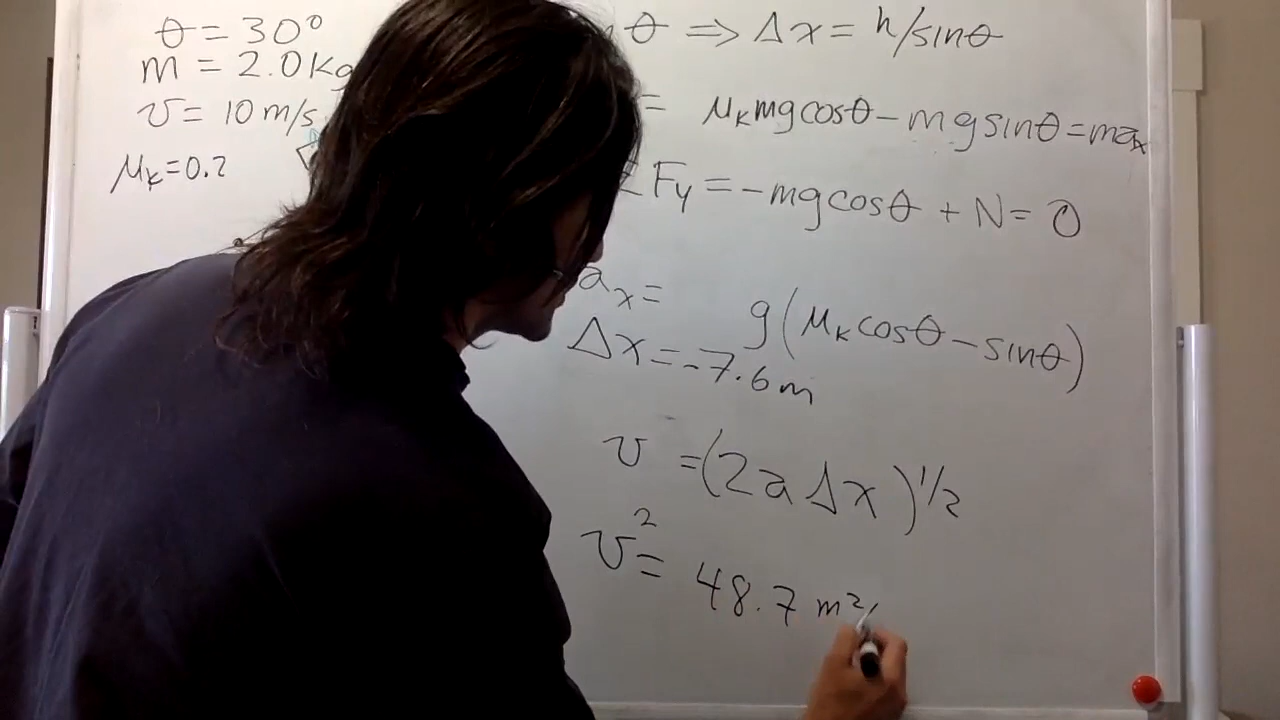 θ = 30°
m = 2.0 kg
v = 10 m/s
μk = 0.2
θ ⇒ Δx = h/sinθ
= μk mg cosθ - mg sinθ = max
Fy = -mg cosθ + N = 0
ax = g(μk cosθ - sinθ)
Δx = -7.6 m
v = (2aΔx)^1/2
v² = 48.7 m²/